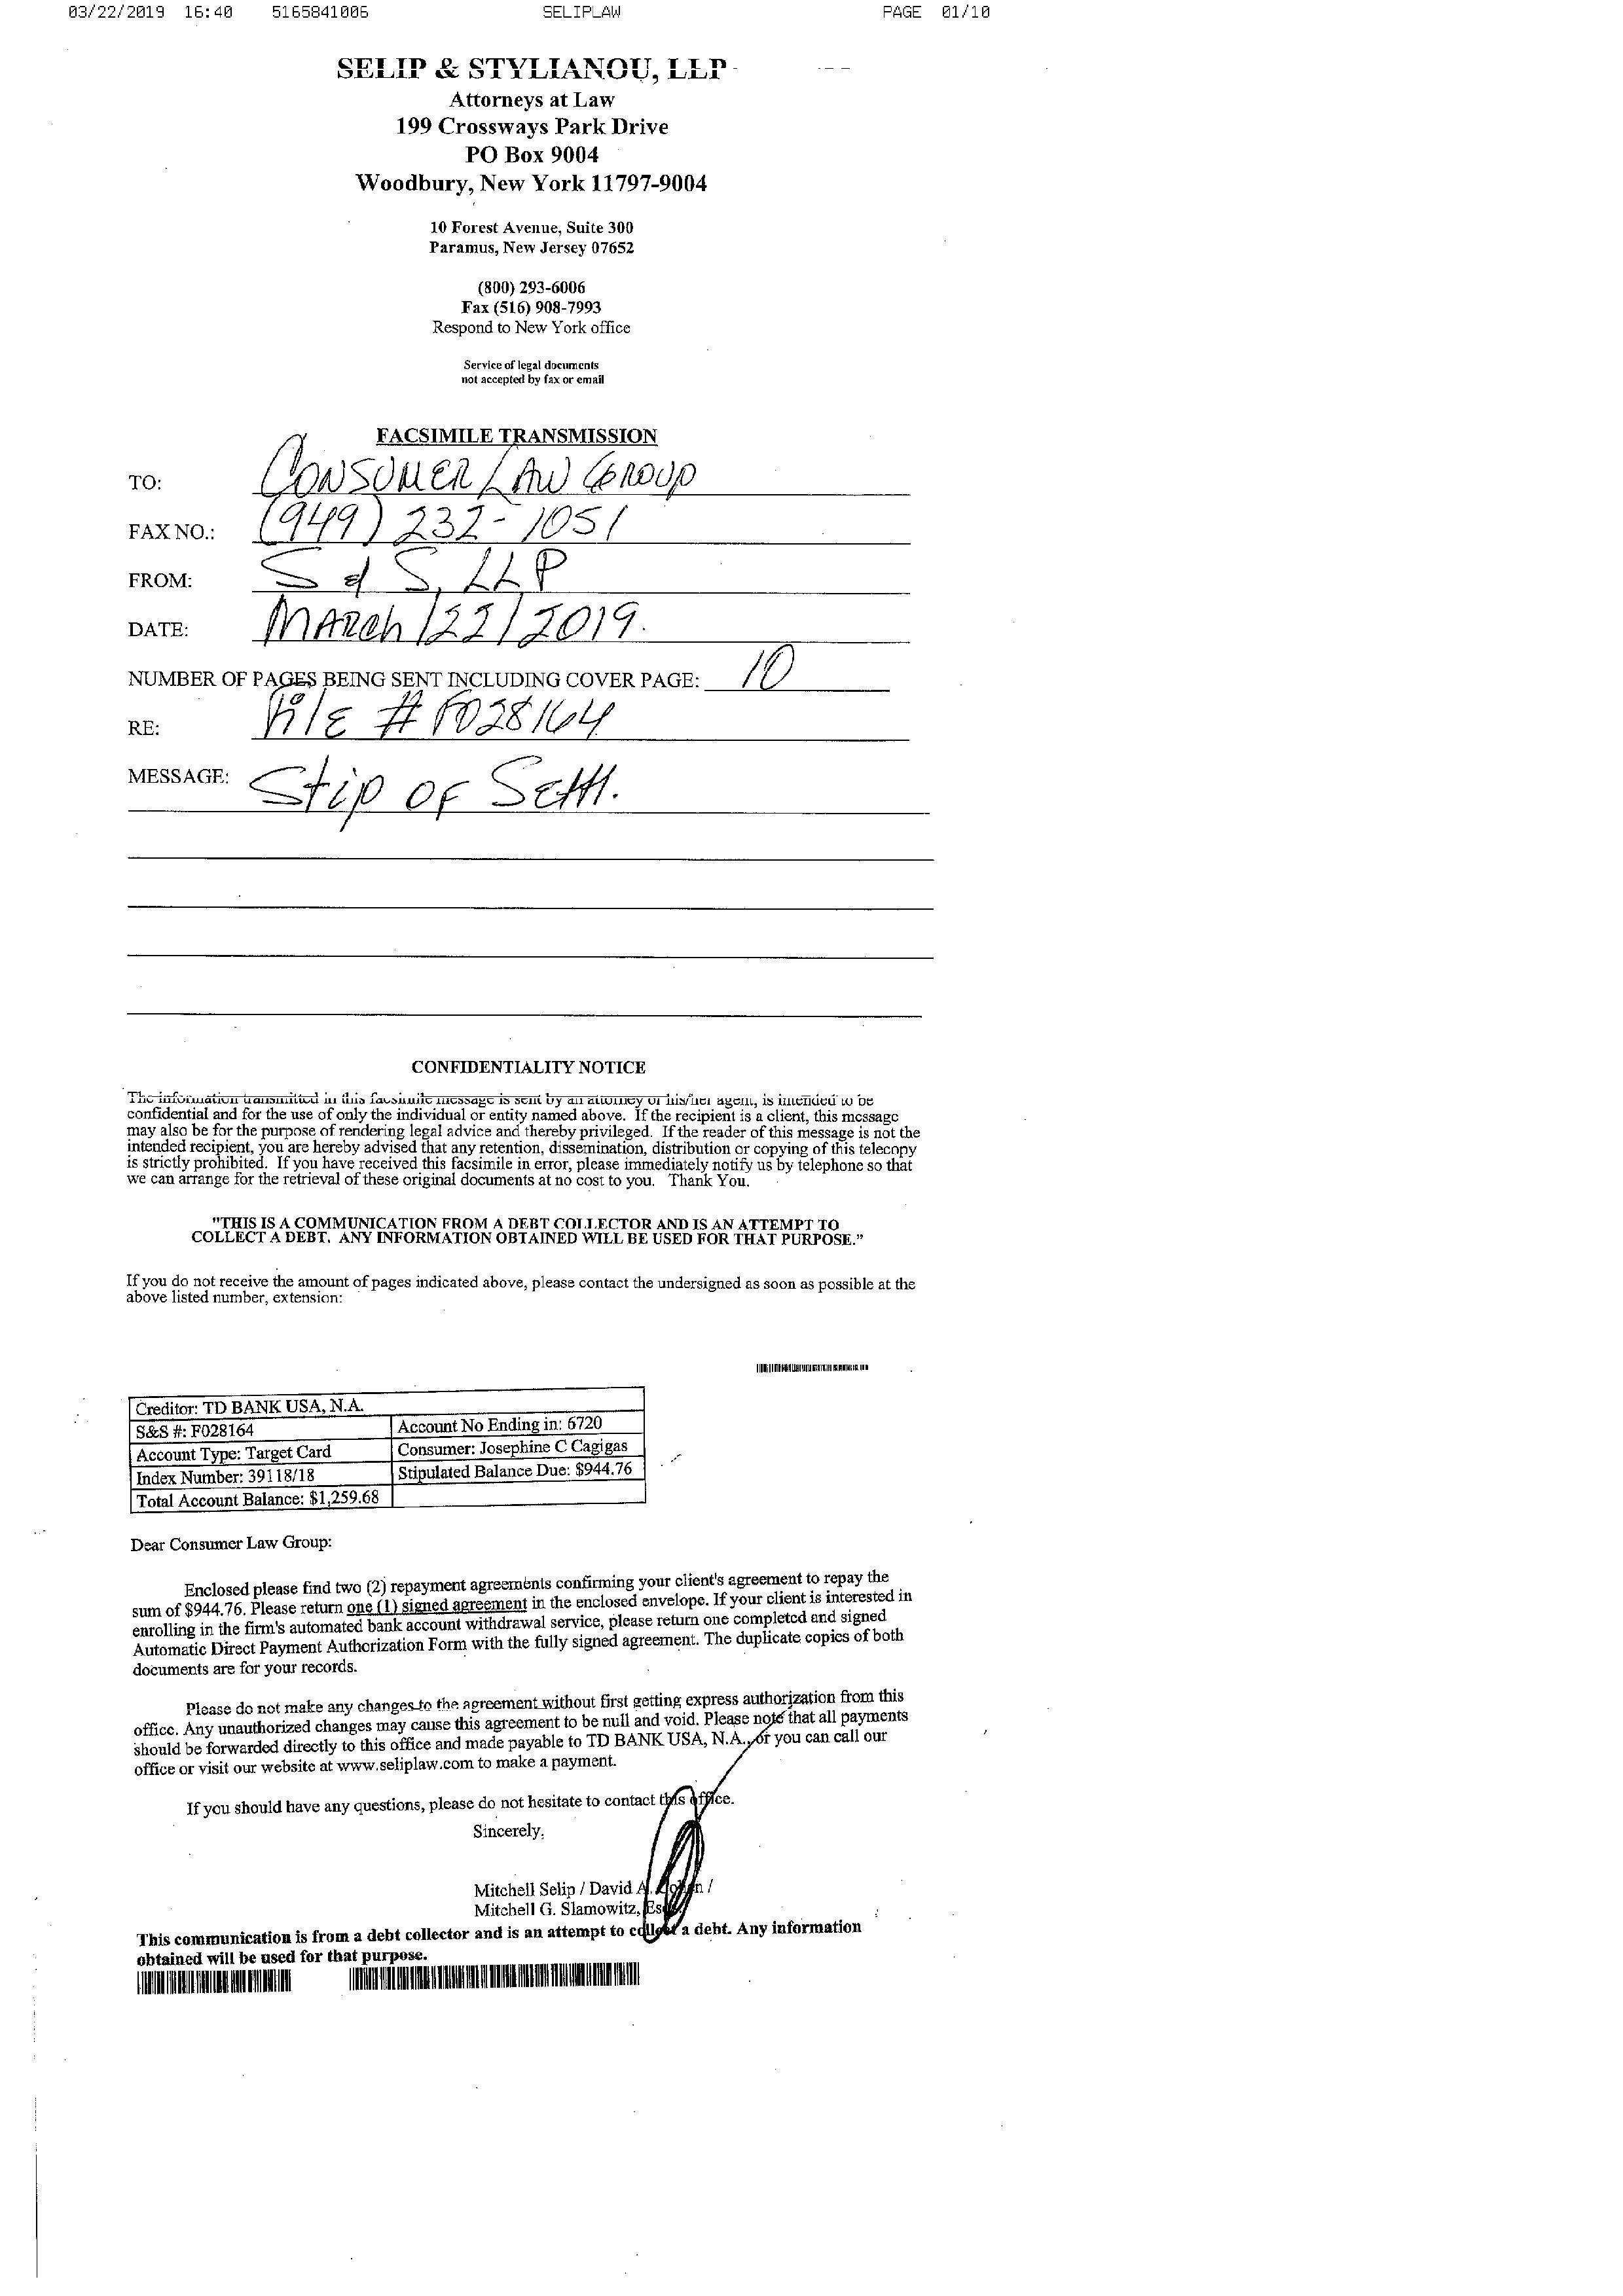 03/22/2019 16:40 5165841006 SELIPLAW PAGE 01/10
SELIP & STYLIANOU, LLP
Attorneys at Law
199 Crossways Park Drive
PO Box 9004
Woodbury, New York 11797-9004
10 Forest Avenue, Suite 300
Paramus, New Jersey 07652
(800) 293-6006
Fax (516) 908-7993
Respond to New York office
Service of legal documents
not accepted by fax or email
FACSIMILE TRANSMISSION
TO: Consumer Law Group
FAX NO.: (949) 232-1051
FROM: S & S, LLP
DATE: March/22/2019.
NUMBER OF PAGES BEING SENT INCLUDING COVER PAGE: 10
RE: File # F028164
MESSAGE: Stip of Settl.
CONFIDENTIALITY NOTICE
The information transmitted in this facsimile message is sent by an attorney or his/her agent, is intended to be
confidential and for the use of only the individual or entity named above. If the recipient is a client, this message
may also be for the purpose of rendering legal advice and thereby privileged. If the reader of this message is not the
intended recipient, you are hereby advised that any retention, dissemination, distribution or copying of this telecopy
is strictly prohibited. If you have received this facsimile in error, please immediately notify us by telephone so that
we can arrange for the retrieval of these original documents at no cost to you. Thank You.
"THIS IS A COMMUNICATION FROM A DEBT COLLECTOR AND IS AN ATTEMPT TO
COLLECT A DEBT. ANY INFORMATION OBTAINED WILL BE USED FOR THAT PURPOSE."
If you do not receive the amount of pages indicated above, please contact the undersigned as soon as possible at the
above listed number, extension:
Creditor: TD BANK USA, N.A.
S&S #: F028164 Account No Ending in: 6720
Account Type: Target Card Consumer: Josephine C Cagigas
Index Number: 39118/18 Stipulated Balance Due: $944.76
Total Account Balance: $1,259.68
Dear Consumer Law Group:
Enclosed please find two (2) repayment agreements confirming your client's agreement to repay the
sum of $944.76. Please return one (1) signed agreement in the enclosed envelope. If your client is interested in
enrolling in the firm's automated bank account withdrawal service, please return one completed and signed
Automatic Direct Payment Authorization Form with the fully signed agreement. The duplicate copies of both
documents are for your records.
Please do not make any changes to the agreement without first getting express authorization from this
office. Any unauthorized changes may cause this agreement to be null and void. Please note that all payments
should be forwarded directly to this office and made payable to TD BANK USA, N.A., or you can call our
office or visit our website at www.seliplaw.com to make a payment.
If you should have any questions, please do not hesitate to contact this office.
Sincerely,
Mitchell Selip / David A. /
Mitchell G. Slamowitz, Esq.
This communication is from a debt collector and is an attempt to collect a debt. Any information
obtained will be used for that purpose.